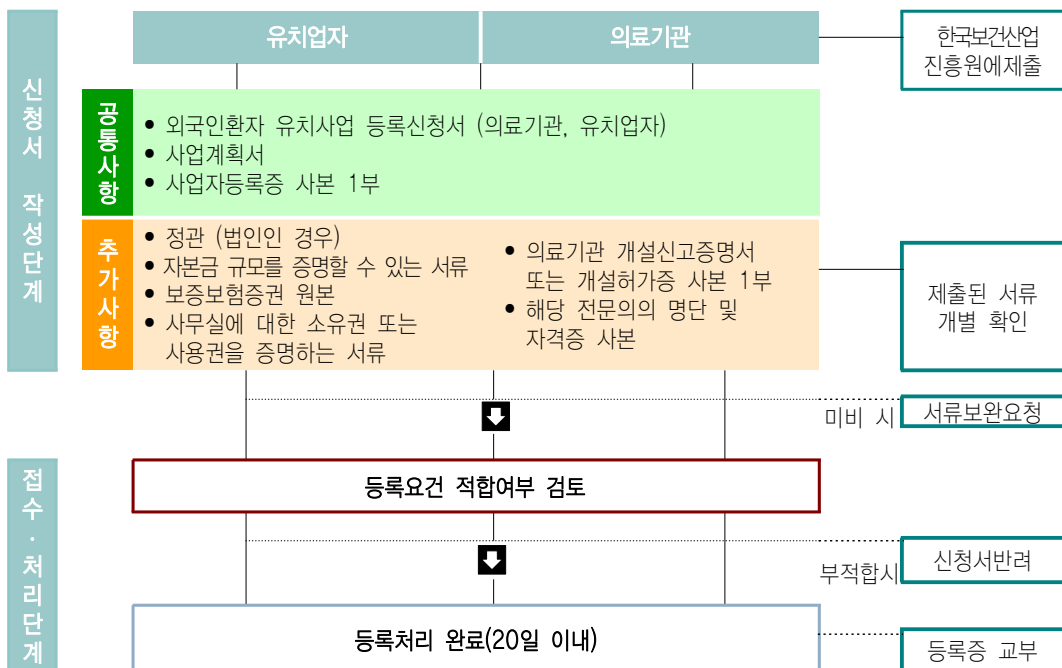 유치업자
의료기관
한국보건산업
진흥원에제출
신청서 작성단계
공통사항
• 외국인환자 유치사업 등록신청서 (의료기관, 유치업자)
• 사업계획서
• 사업자등록증 사본 1부
추가사항
• 정관 (법인인 경우)
• 자본금 규모를 증명할 수 있는 서류
• 보증보험증권 원본
• 사무실에 대한 소유권 또는
사용권을 증명하는 서류
• 의료기관 개설신고증명서
또는 개설허가증 사본 1부
• 해당 전문의의 명단 및
자격증 사본
제출된 서류
개별 확인
미비 시
서류보완요청
접수·처리단계
등록요건 적합여부 검토
부적합시
신청서반려
등록처리 완료(20일 이내)
등록증 교부